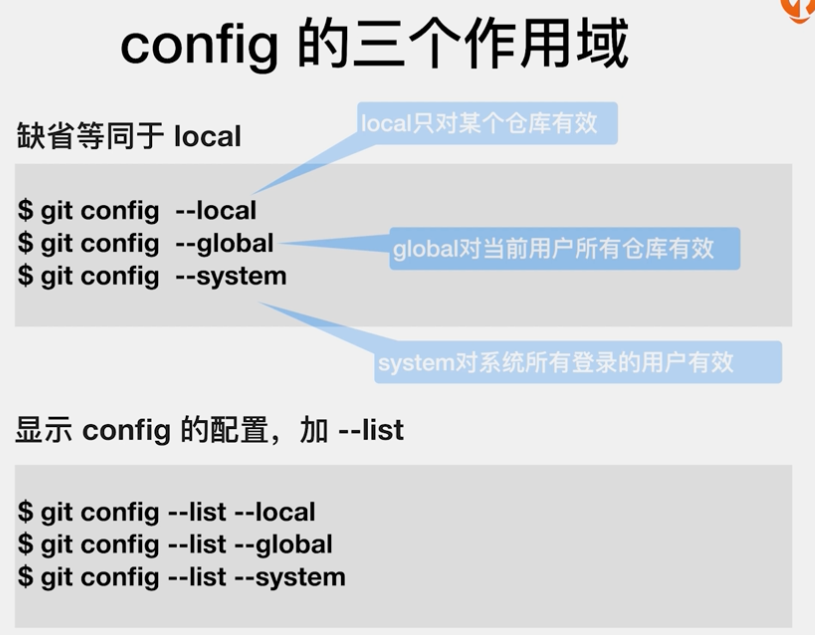 config 的三个作用域
缺省等同于 local
local只对某个仓库有效
$ git config --local
$ git config --global
global对当前用户所有仓库有效
$ git config --system
system对系统所有登录的用户有效
显示 config 的配置，加 --list
$ git config --list --local
$ git config --list --global
$ git config --list --system